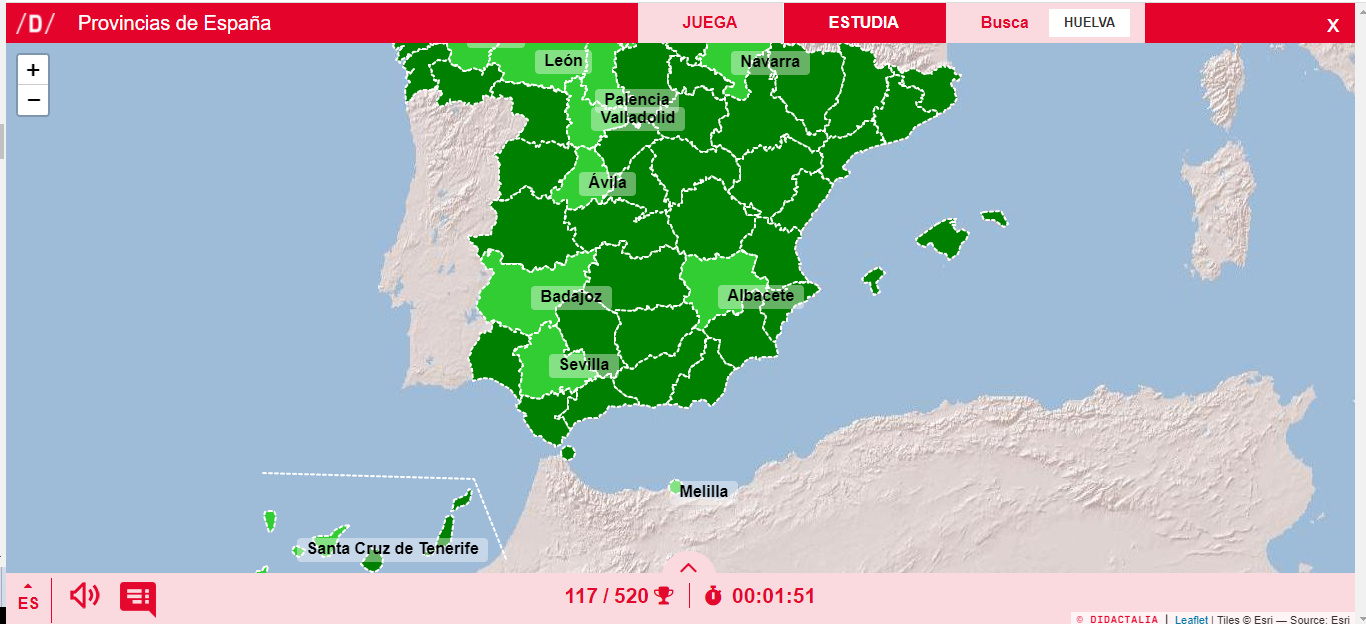 /D/ Provincias de España JUEGA ESTUDIA Busca HUELVA X
+
−
León
Navarra
Palencia
Valladolid
Ávila
Badajoz
Albacete
Sevilla
Melilla
Santa Cruz de Tenerife
ES
117 / 520
00:01:51
© DIDACTALIA | Leaflet | Tiles © Esri — Source: Esri